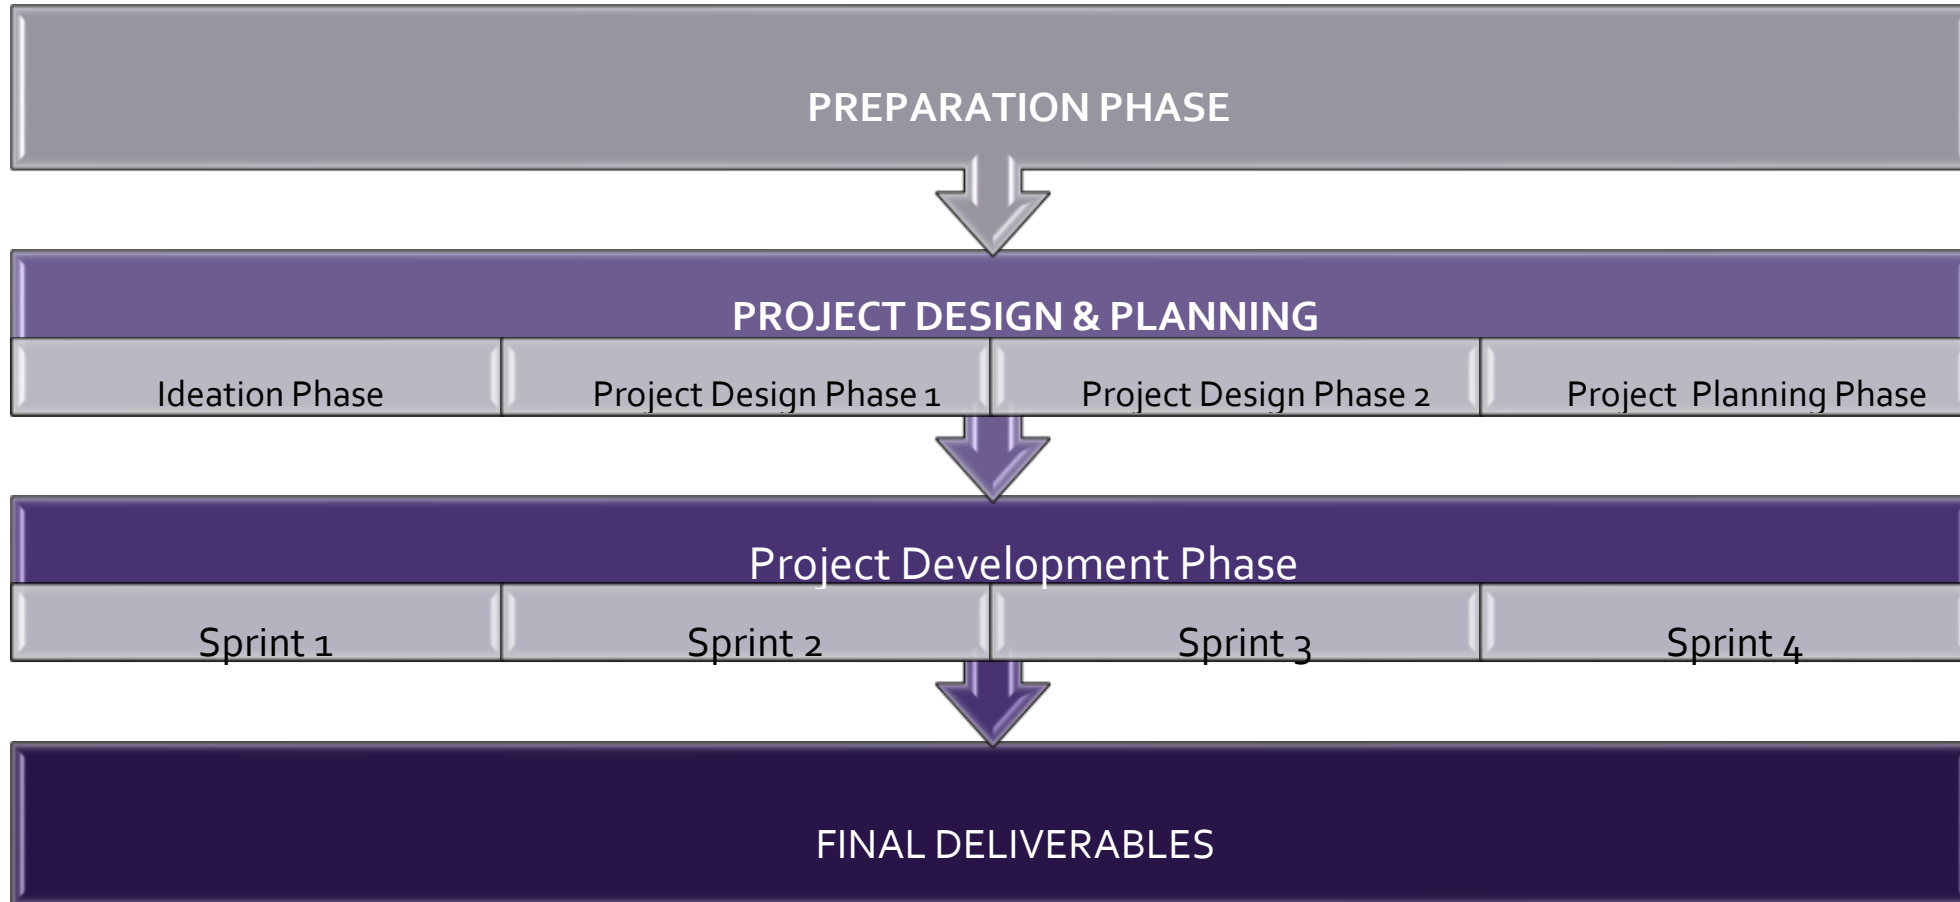 PREPARATION PHASE
PROJECT DESIGN & PLANNING
Ideation Phase
Project Design Phase 1
Project Design Phase 2
Project Planning Phase
Project Development Phase
Sprint 1
Sprint 2
Sprint 3
Sprint 4
FINAL DELIVERABLES